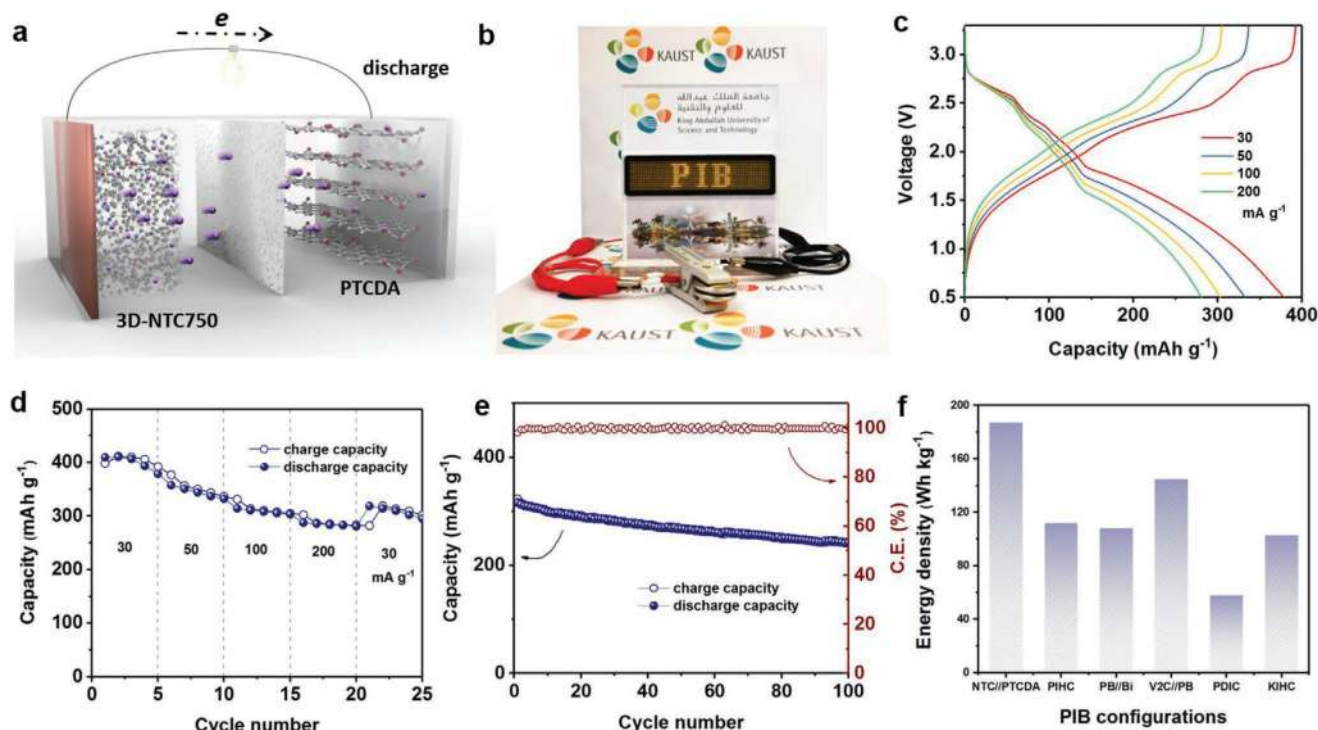 a
e
discharge
PTCDA
3D-NTC750
b
KAUST
KAUST
جامعة الملك عبدالله
للعلوم والتقنية
King Abdullah University of
Science and Technology
PIB
KAUST
KAUST
c
Voltage (V)
3.0
2.5
2.0
1.5
1.0
0.5
30
50
100
200
mA g-1
0 100 200 300 400
Capacity (mAh g-1)
d
Capacity (mAh g-1)
500
400
300
200
100
0
charge capacity
discharge capacity
30 50 100 200 30
mA g-1
0 5 10 15 20 25
Cycle number
e
Capacity (mAh g-1)
400
200
0
C.E. (%)
100
80
60
40
20
0
charge capacity
discharge capacity
0 20 40 60 80 100
Cycle number
f
Energy density (Wh kg-1)
200
160
120
80
40
0
NTC//PTCDA PIHC PB//Bi V2C//PB PDIC KIHC
PIB configurations